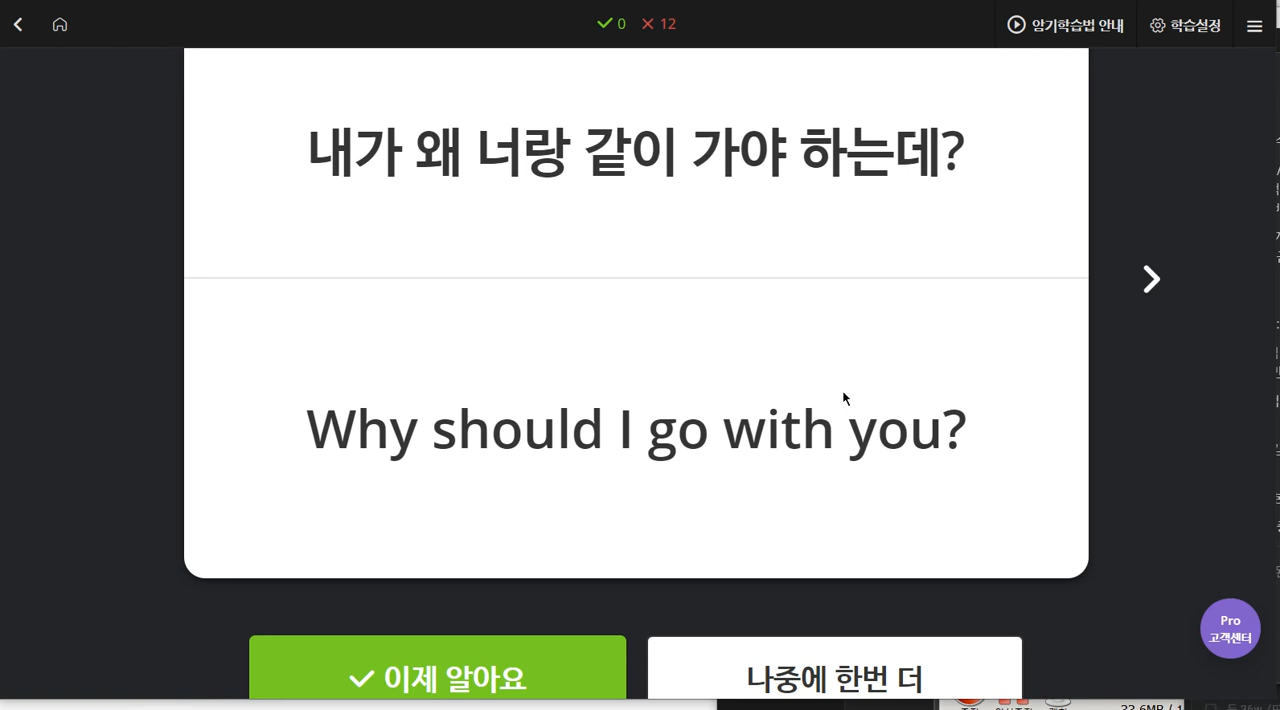 0 12 암기학습법 안내 학습설정
내가 왜 너랑 같이 가야 하는데?
Why should I go with you?
Pro
고객센터
이제 알아요 나중에 한번 더